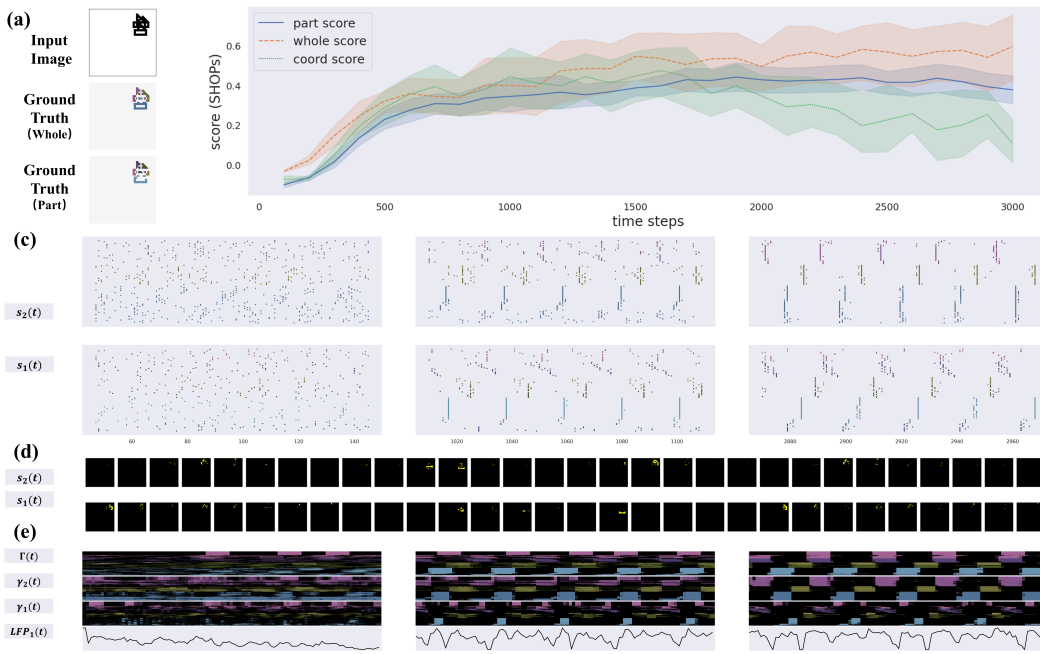 (a)
Input
Image
Ground
Truth
(Whole)
Ground
Truth
(Part)
score (SHOPs)
0.6
0.4
0.2
0.0
part score
whole score
coord score
0 500 1000 1500 2000 2500 3000
time steps
(c)
s₂(t)
s₁(t)
60 80 100 120 140
1020 1040 1060 1080 1100
2880 2900 2920 2940 2960
(d)
s₂(t)
s₁(t)
(e)
Γ(t)
γ₂(t)
γ₁(t)
LFP₁(t)